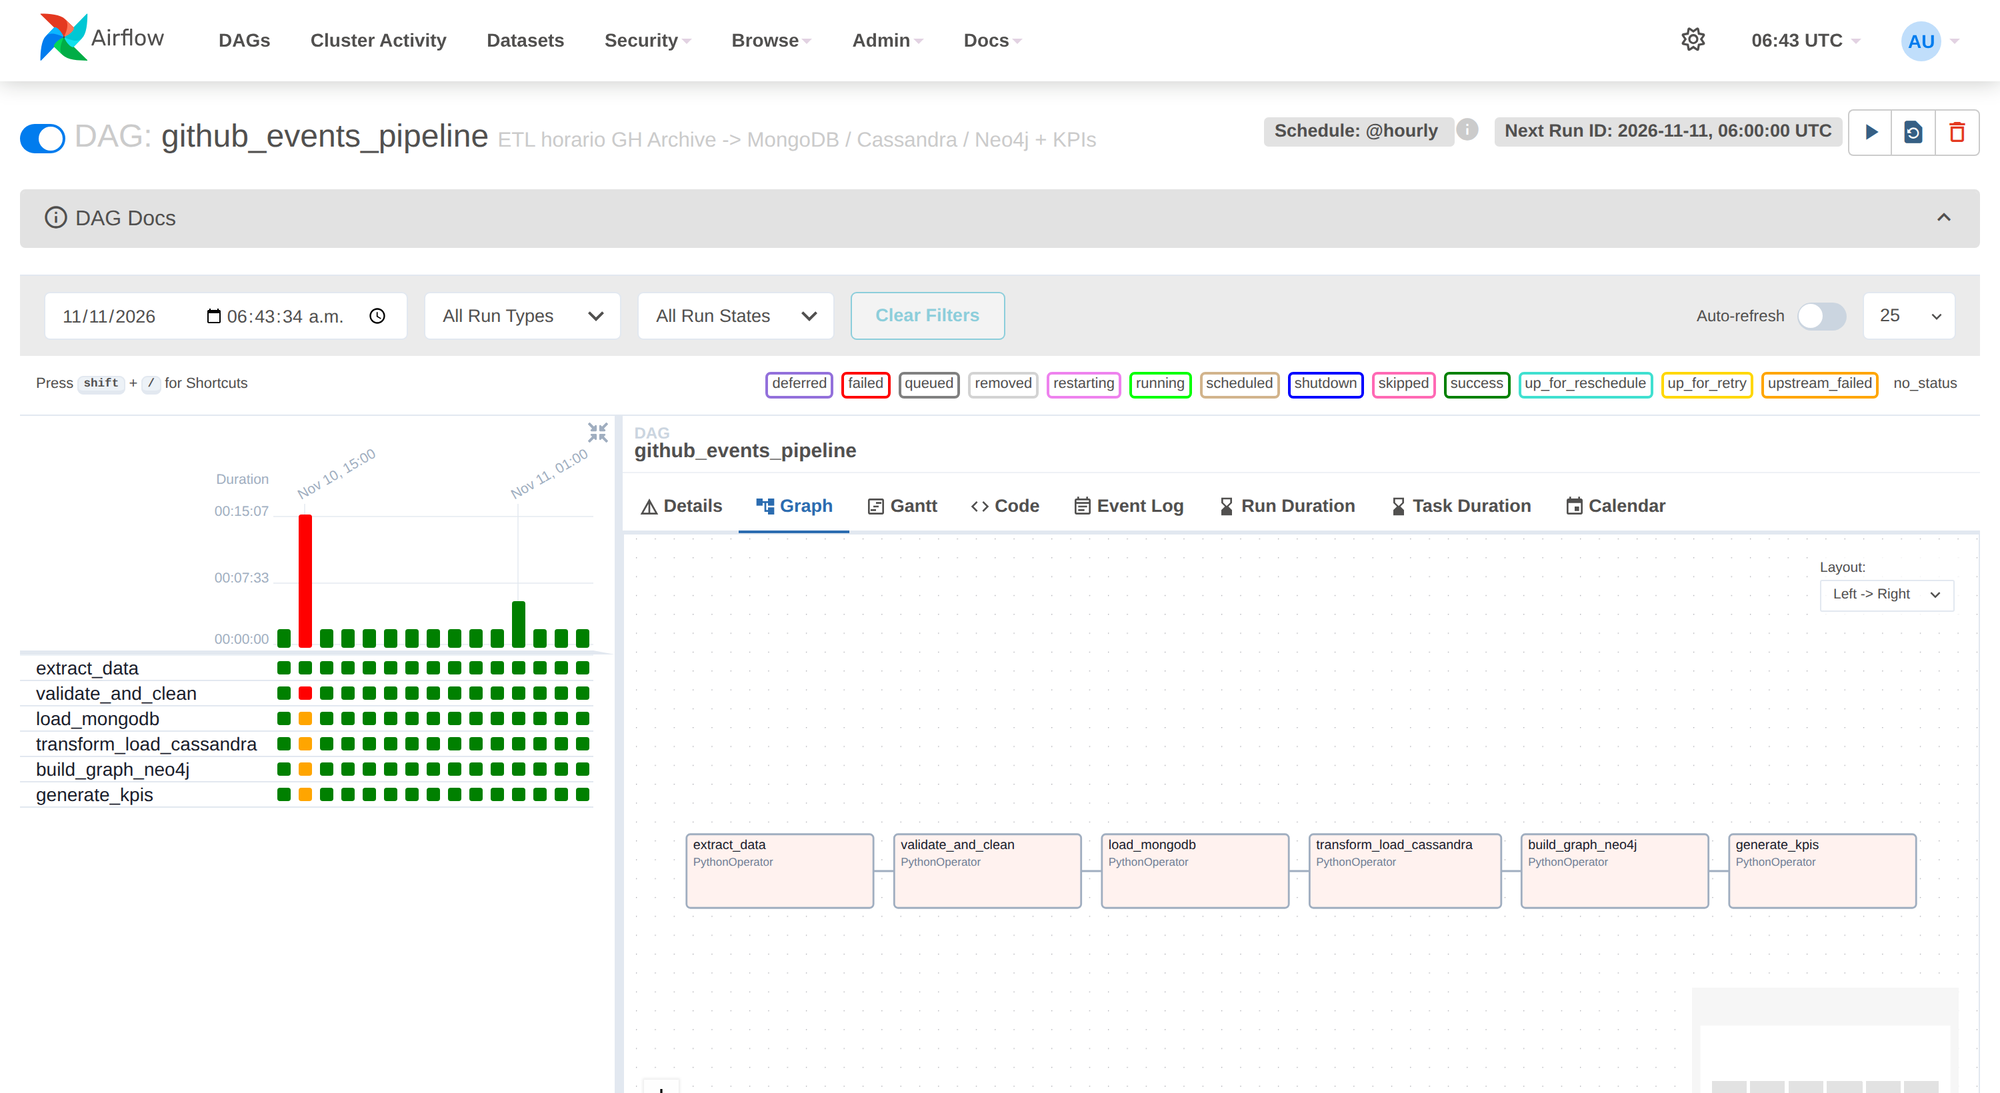 Airflow DAGs Cluster Activity Datasets Security Browse Admin Docs 06:43 UTC AU
DAG: github_events_pipeline ETL horario GH Archive -> MongoDB / Cassandra / Neo4j + KPIs Schedule: @hourly i Next Run ID: 2026-11-11, 06:00:00 UTC
DAG Docs
11/11/2026 06:43:34 a.m. All Run Types All Run States Clear Filters Auto-refresh 25
Press shift + / for Shortcuts deferred failed queued removed restarting running scheduled shutdown skipped success up_for_reschedule up_for_retry upstream_failed no_status
Duration
Nov 10, 15:00
Nov 11, 01:00
00:15:07
00:07:33
00:00:00
extract_data
validate_and_clean
load_mongodb
transform_load_cassandra
build_graph_neo4j
generate_kpis
DAG
github_events_pipeline
Details Graph Gantt Code Event Log Run Duration Task Duration Calendar
Layout:
Left -> Right
extract_data
PythonOperator
validate_and_clean
PythonOperator
load_mongodb
PythonOperator
transform_load_cassandra
PythonOperator
build_graph_neo4j
PythonOperator
generate_kpis
PythonOperator